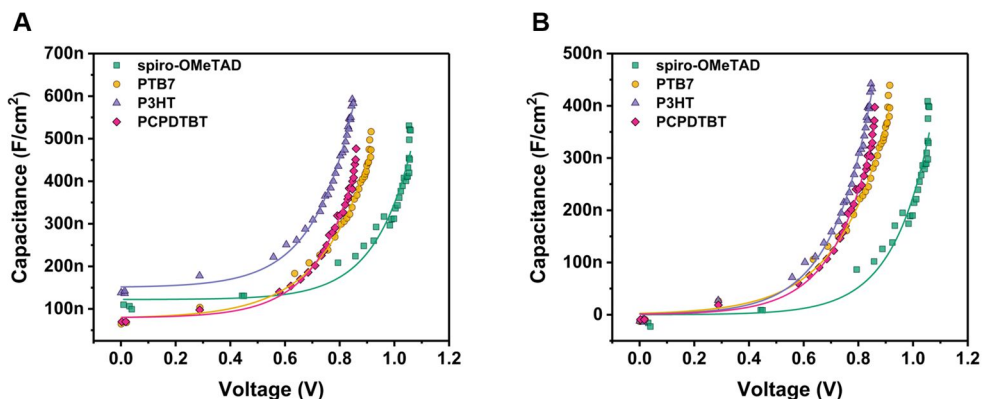 A
700n
600n
500n
400n
300n
200n
100n
0.0 0.2 0.4 0.6 0.8 1.0 1.2
Voltage (V)
Capacitance (F/cm²)
spiro-OMeTAD
PTB7
P3HT
PCPDTBT
B
500n
400n
300n
200n
100n
0
0.0 0.2 0.4 0.6 0.8 1.0 1.2
Voltage (V)
Capacitance (F/cm²)
spiro-OMeTAD
PTB7
P3HT
PCPDTBT